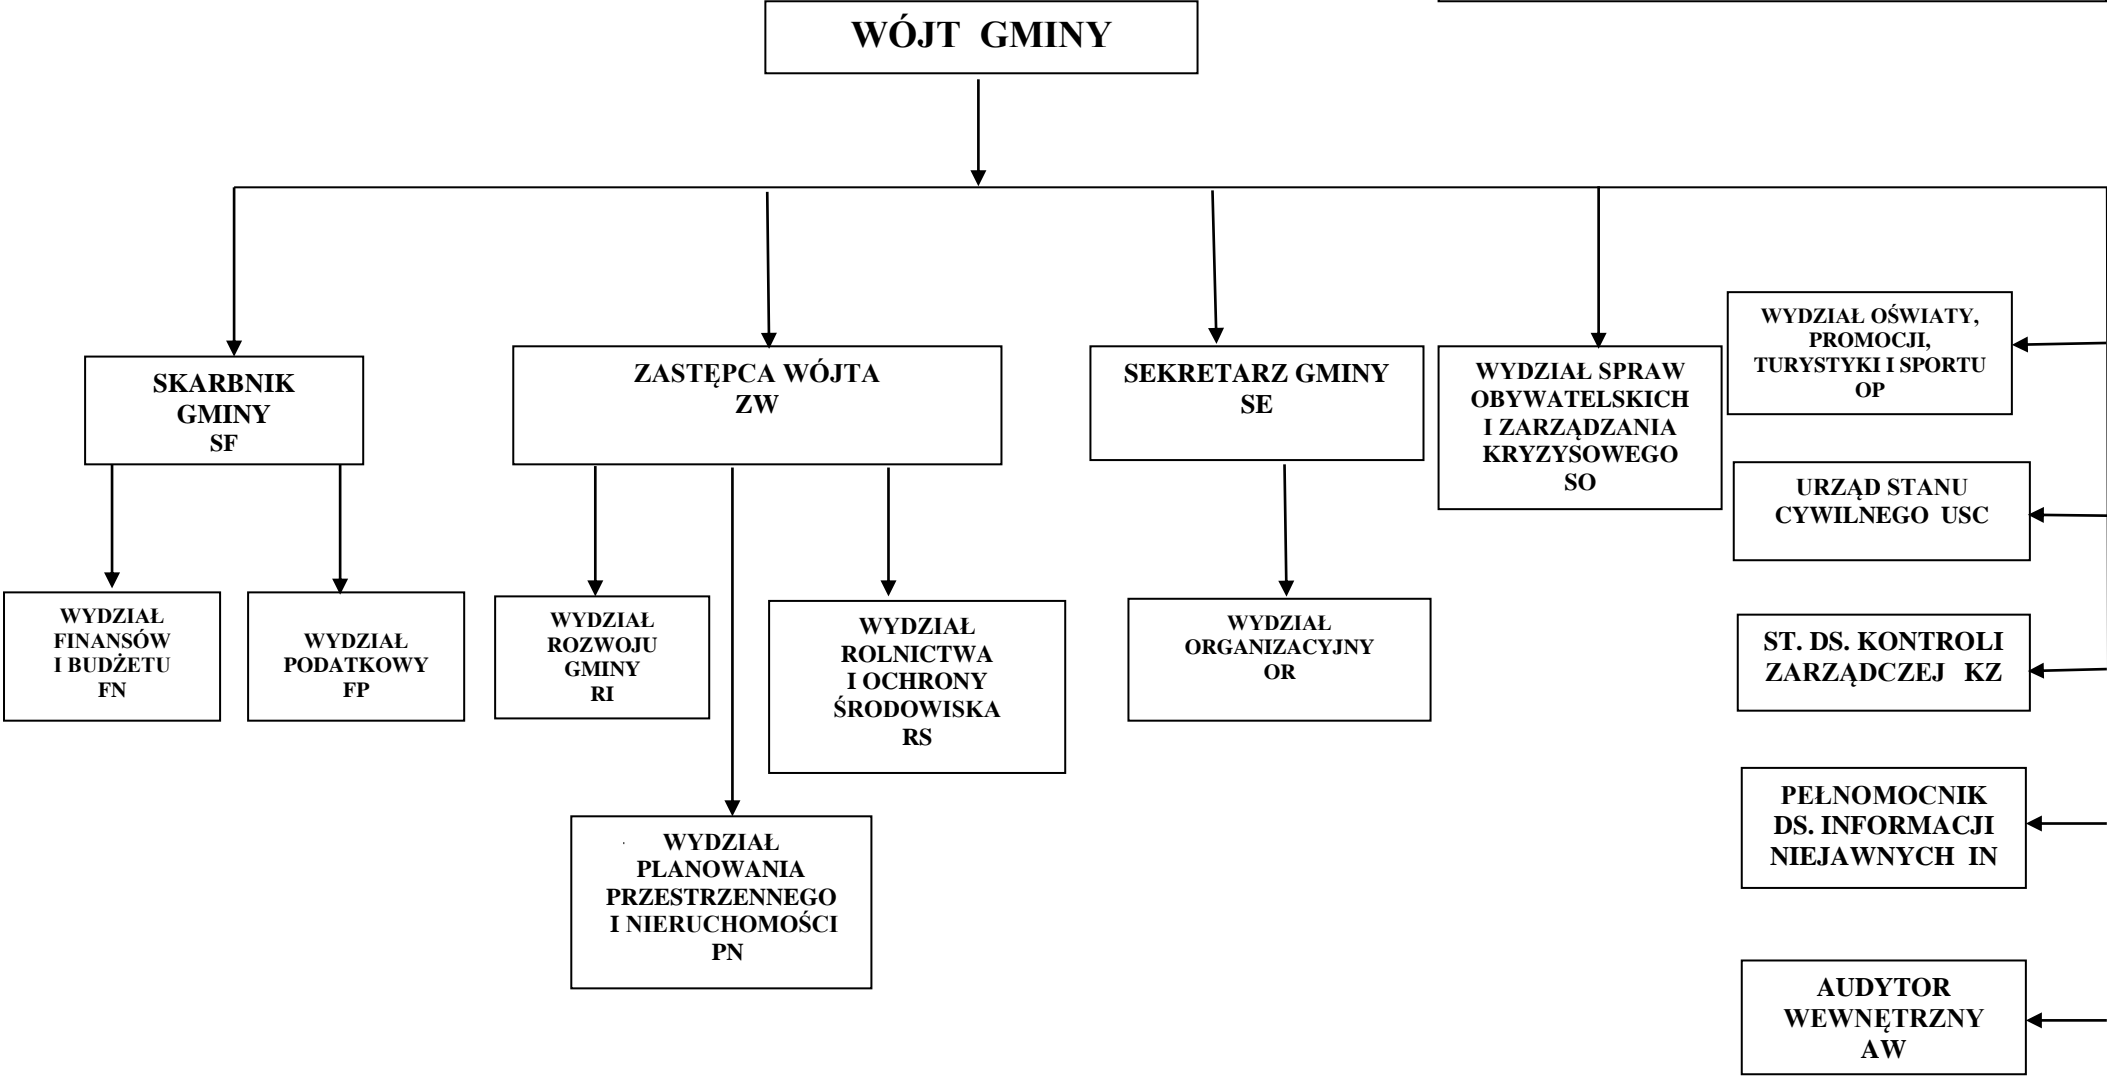 WÓJT GMINY
SKARBNIK
GMINY
SF
ZASTĘPCA WÓJTA
ZW
SEKRETARZ GMINY
SE
WYDZIAŁ SPRAW
OBYWATELSKICH
I ZARZĄDZANIA
KRYZYSOWEGO
SO
WYDZIAŁ OŚWIATY,
PROMOCJI,
TURYSTYKI I SPORTU
OP
URZĄD STANU
CYWILNEGO USC
WYDZIAŁ
FINANSÓW
I BUDŻETU
FN
WYDZIAŁ
PODATKOWY
FP
WYDZIAŁ
ROZWOJU
GMINY
RI
WYDZIAŁ
ROLNICTWA
I OCHRONY
ŚRODOWISKA
RS
WYDZIAŁ
ORGANIZACYJNY
OR
ST. DS. KONTROLI
ZARZĄDCZEJ KZ
PEŁNOMOCNIK
DS. INFORMACJI
NIEJAWNYCH IN
WYDZIAŁ
PLANOWANIA
PRZESTRZENNEGO
I NIERUCHOMOŚCI
PN
AUDYTOR
WEWNĘTRZNY
AW